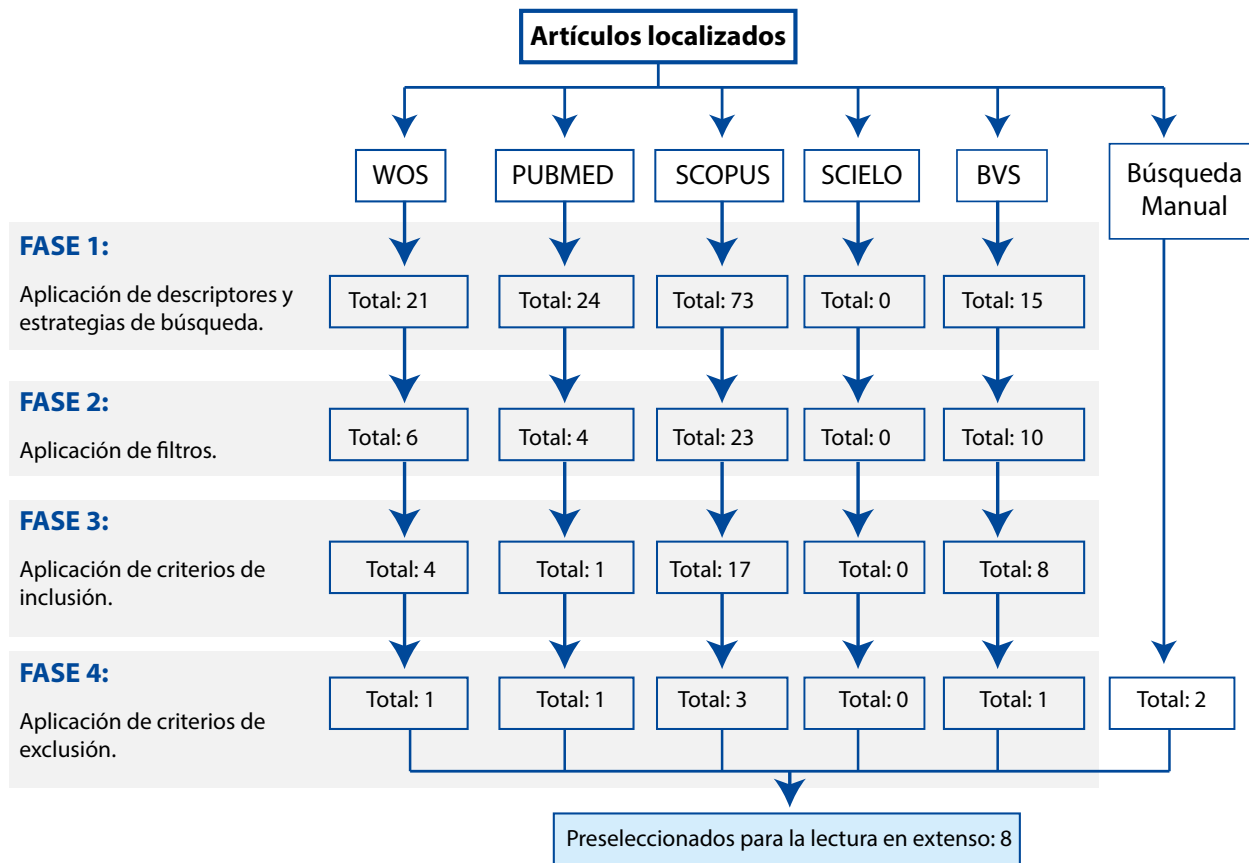 Artículos localizados
WOS
PUBMED
SCOPUS
SCIELO
BVS
Búsqueda
Manual
FASE 1:
Aplicación de descriptores y
estrategias de búsqueda.
Total: 21
Total: 24
Total: 73
Total: 0
Total: 15
FASE 2:
Aplicación de filtros.
Total: 6
Total: 4
Total: 23
Total: 0
Total: 10
FASE 3:
Aplicación de criterios de
inclusión.
Total: 4
Total: 1
Total: 17
Total: 0
Total: 8
FASE 4:
Aplicación de criterios de
exclusión.
Total: 1
Total: 1
Total: 3
Total: 0
Total: 1
Total: 2
Preseleccionados para la lectura en extenso: 8